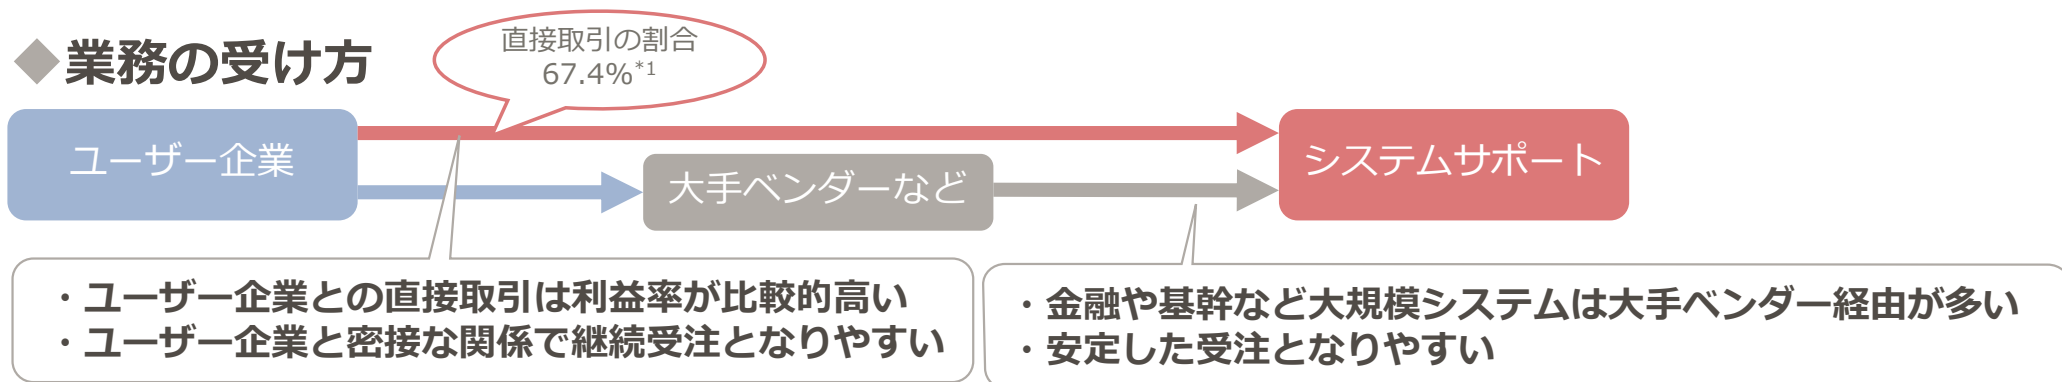 ◆業務の受け方
直接取引の割合
67.4%*1
ユーザー企業
大手ベンダーなど
システムサポート
・ユーザー企業との直接取引は利益率が比較的高い
・ユーザー企業と密接な関係で継続受注となりやすい
・金融や基幹など大規模システムは大手ベンダー経由が多い
・安定した受注となりやすい